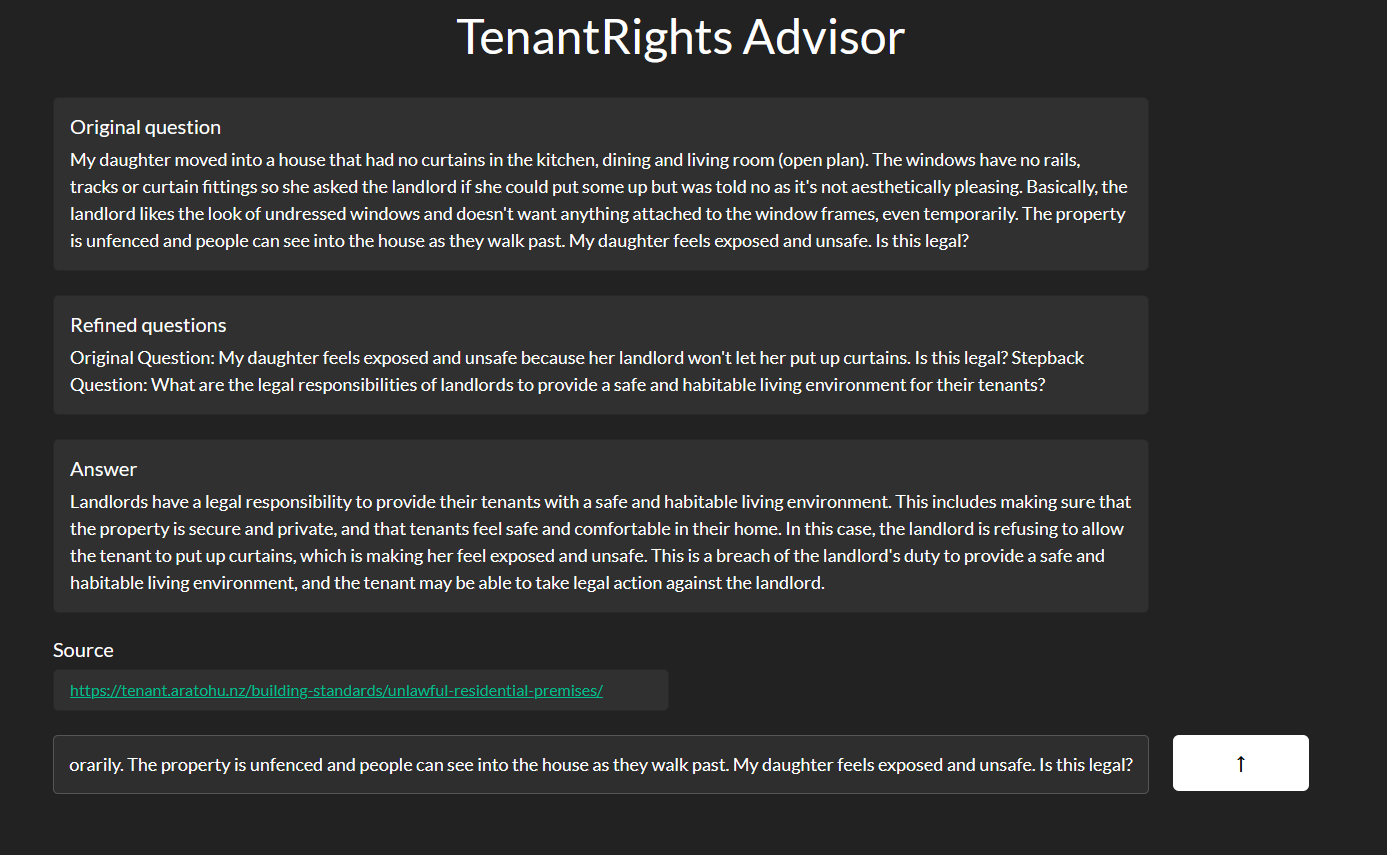 TenantRights Advisor
Original question
My daughter moved into a house that had no curtains in the kitchen, dining and living room (open plan). The windows have no rails,
tracks or curtain fittings so she asked the landlord if she could put some up but was told no as it's not aesthetically pleasing. Basically, the
landlord likes the look of undressed windows and doesn't want anything attached to the window frames, even temporarily. The property
is unfenced and people can see into the house as they walk past. My daughter feels exposed and unsafe. Is this legal?
Refined questions
Original Question: My daughter feels exposed and unsafe because her landlord won't let her put up curtains. Is this legal? Stepback
Question: What are the legal responsibilities of landlords to provide a safe and habitable living environment for their tenants?
Answer
Landlords have a legal responsibility to provide their tenants with a safe and habitable living environment. This includes making sure that
the property is secure and private, and that tenants feel safe and comfortable in their home. In this case, the landlord is refusing to allow
the tenant to put up curtains, which is making her feel exposed and unsafe. This is a breach of the landlord's duty to provide a safe and
habitable living environment, and the tenant may be able to take legal action against the landlord.
Source
https://tenant.aratohu.nz/building-standards/unlawful-residential-premises/
orarily. The property is unfenced and people can see into the house as they walk past. My daughter feels exposed and unsafe. Is this legal?
↑